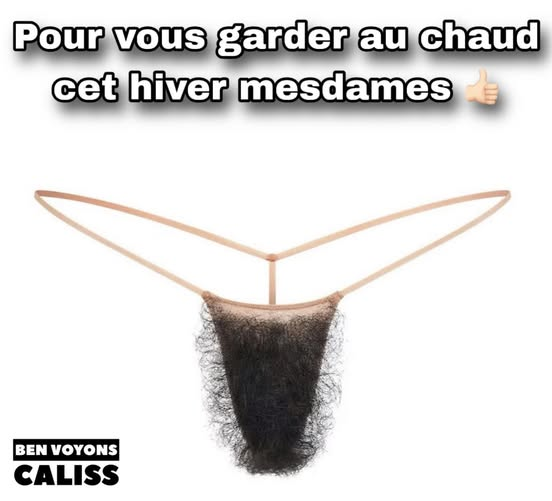 Pour vous garder au chaud
cet hiver mesdames 👍🏻
BEN VOYONS
CALISS